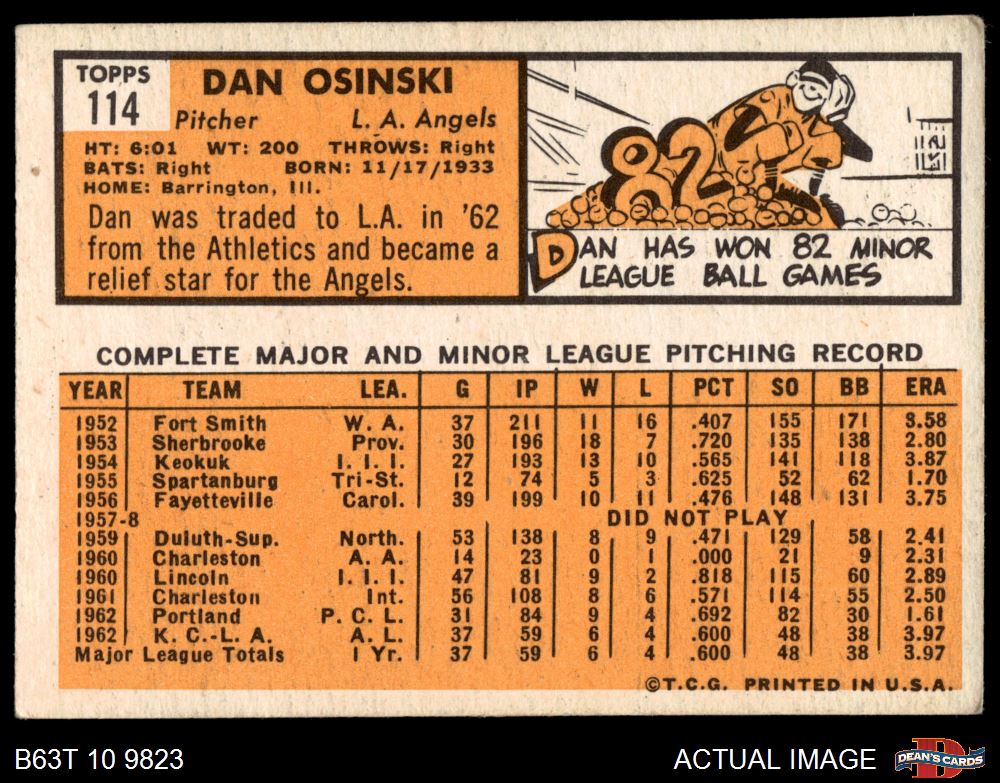 TOPPS
114
DAN OSINSKI
Pitcher L. A. Angels
HT: 6:01 WT: 200 THROWS: Right
BATS: Right BORN: 11/17/1933
HOME: Barrington, Ill.
Dan was traded to L.A. in '62
from the Athletics and became a
relief star for the Angels.
82
DAN HAS WON 82 MINOR
LEAGUE BALL GAMES
COMPLETE MAJOR AND MINOR LEAGUE PITCHING RECORD
YEAR TEAM LEA. G IP W L PCT SO BB ERA
1952 Fort Smith W. A. 37 211 11 16 .407 155 171 3.58
1953 Sherbrooke Prov. 30 196 18 7 .720 135 138 2.80
1954 Keokuk I. I. I. 27 193 13 10 .565 141 118 3.87
1955 Spartanburg Tri-St. 12 74 5 3 .625 52 62 1.70
1956 Fayetteville Carol. 39 199 10 11 .476 148 131 3.75
1957-8 DID NOT PLAY
1959 Duluth-Sup. North. 53 138 8 9 .471 129 58 2.41
1960 Charleston A. A. 14 23 0 1 .000 21 9 2.31
1960 Lincoln I. I. I. 47 81 9 2 .818 115 60 2.89
1961 Charleston Int. 56 108 8 6 .571 114 55 2.50
1962 Portland P. C. L. 31 84 9 4 .692 82 30 1.61
1962 K. C.-L. A. A. L. 37 59 6 4 .600 48 38 3.97
Major League Totals 1 Yr. 37 59 6 4 .600 48 38 3.97
©T.C.G. PRINTED IN U.S.A.
B63T 10 9823 ACTUAL IMAGE
DEAN'S CARDS